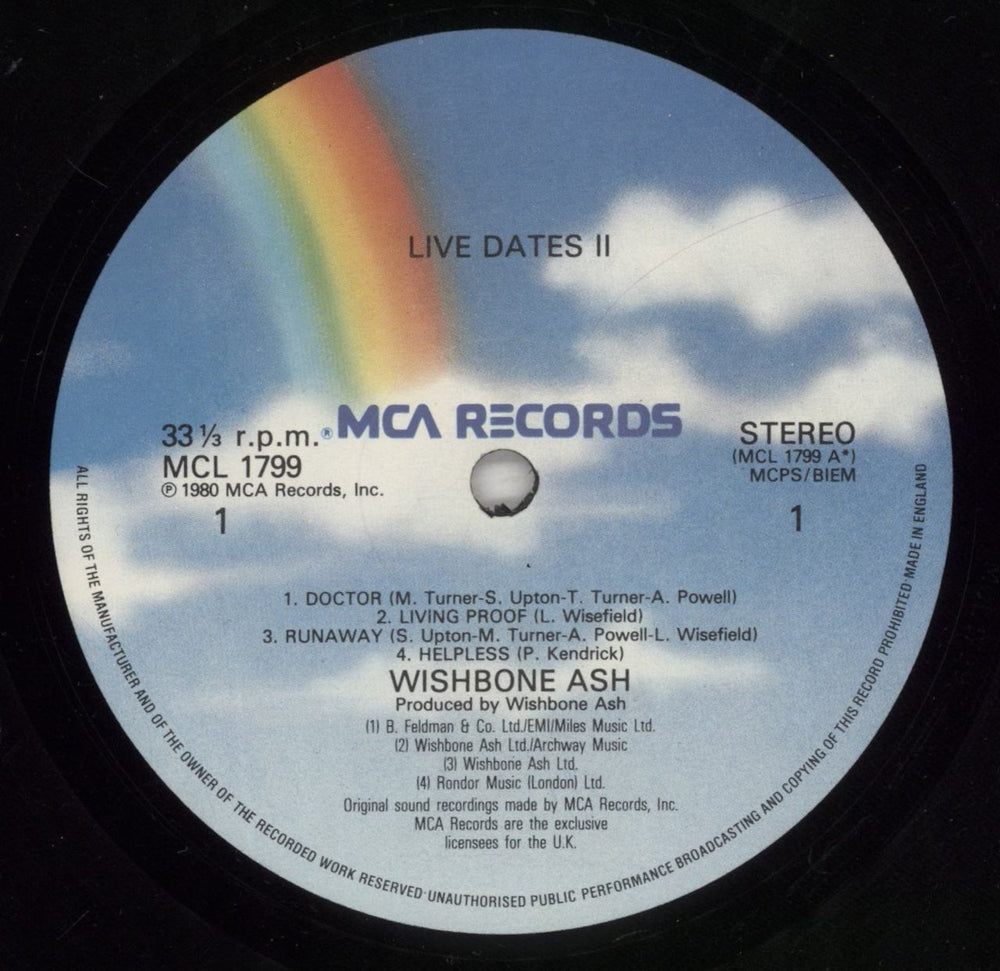 LIVE DATES II
33⅓ r.p.m.
® MCA RECORDS
STEREO
MCL 1799
(MCL 1799 A*)
℗ 1980 MCA Records, Inc.
MCPS/BIEM
1
1
1. DOCTOR (M. Turner-S. Upton-T. Turner-A. Powell)
2. LIVING PROOF (L. Wisefield)
3. RUNAWAY (S. Upton-M. Turner-A. Powell-L. Wisefield)
4. HELPLESS (P. Kendrick)
WISHBONE ASH
Produced by Wishbone Ash
(1) B. Feldman & Co. Ltd./EMI/Miles Music Ltd.
(2) Wishbone Ash Ltd./Archway Music
(3) Wishbone Ash Ltd.
(4) Rondor Music (London) Ltd.
Original sound recordings made by MCA Records, Inc.
MCA Records are the exclusive
licensees for the U.K.
ALL RIGHTS OF THE MANUFACTURER AND OF THE OWNER OF THE RECORDED WORK RESERVED·UNAUTHORISED PUBLIC PERFORMANCE BROADCASTING AND COPYING OF THIS RECORD PROHIBITED·MADE IN ENGLAND